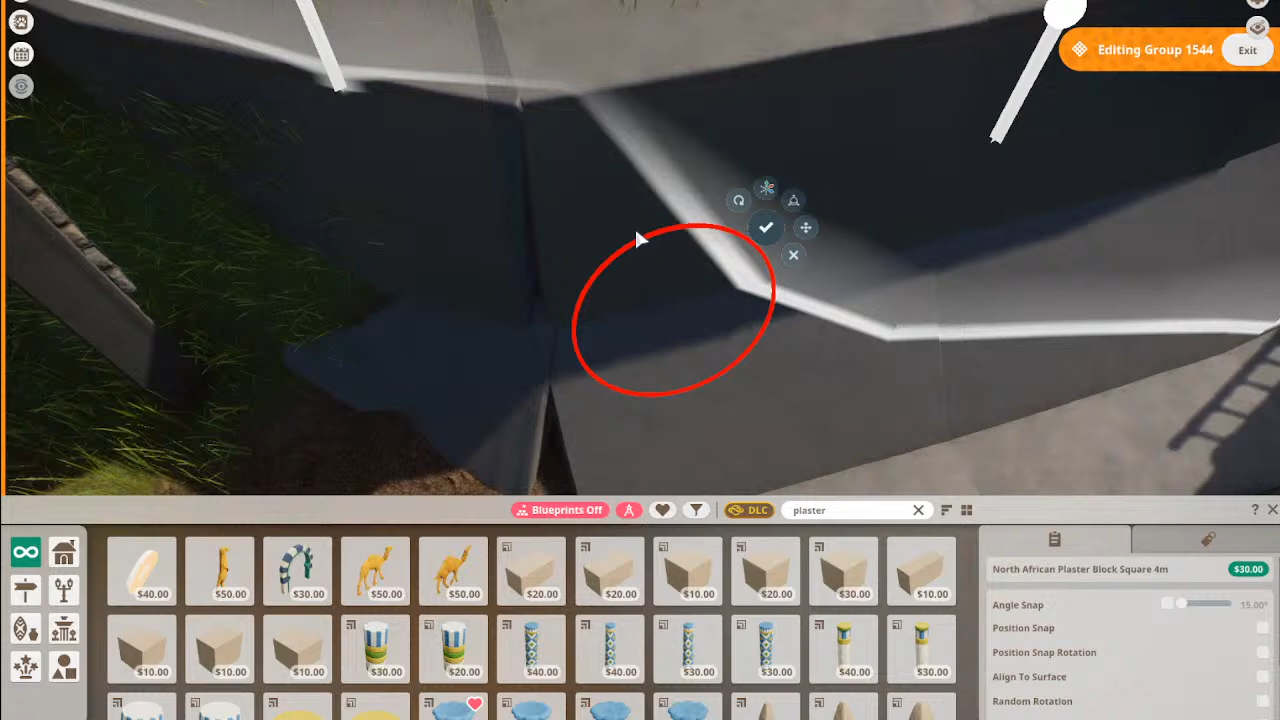 Editing Group 1544
Exit
Blueprints Off
DLC
plaster
?
$40.00
$50.00
$30.00
$50.00
$50.00
$20.00
$20.00
$10.00
$20.00
$30.00
$10.00
$10.00
$10.00
$10.00
$30.00
$20.00
$40.00
$40.00
$30.00
$30.00
$40.00
$30.00
North African Plaster Block Square 4m
$30.00
Angle Snap
15.00°
Position Snap
Position Snap Rotation
Align To Surface
Random Rotation